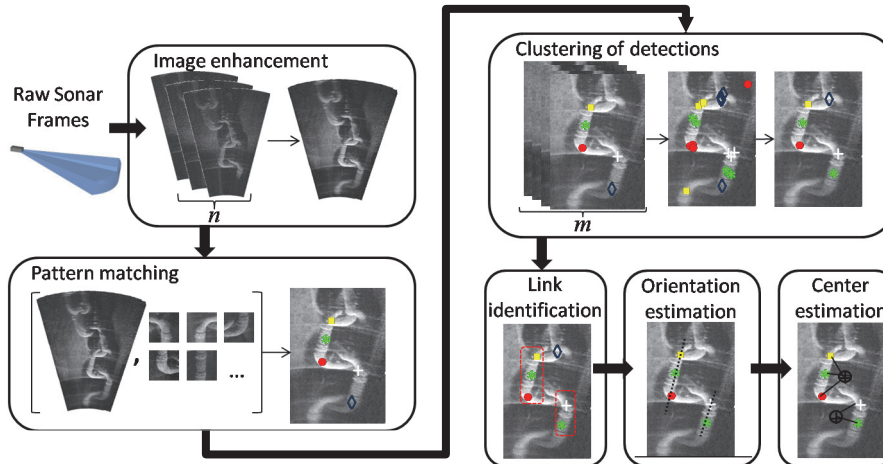 Raw Sonar
Frames
Image enhancement
n
Pattern matching
,
...
Clustering of detections
m
Link
identification
Orientation
estimation
Center
estimation